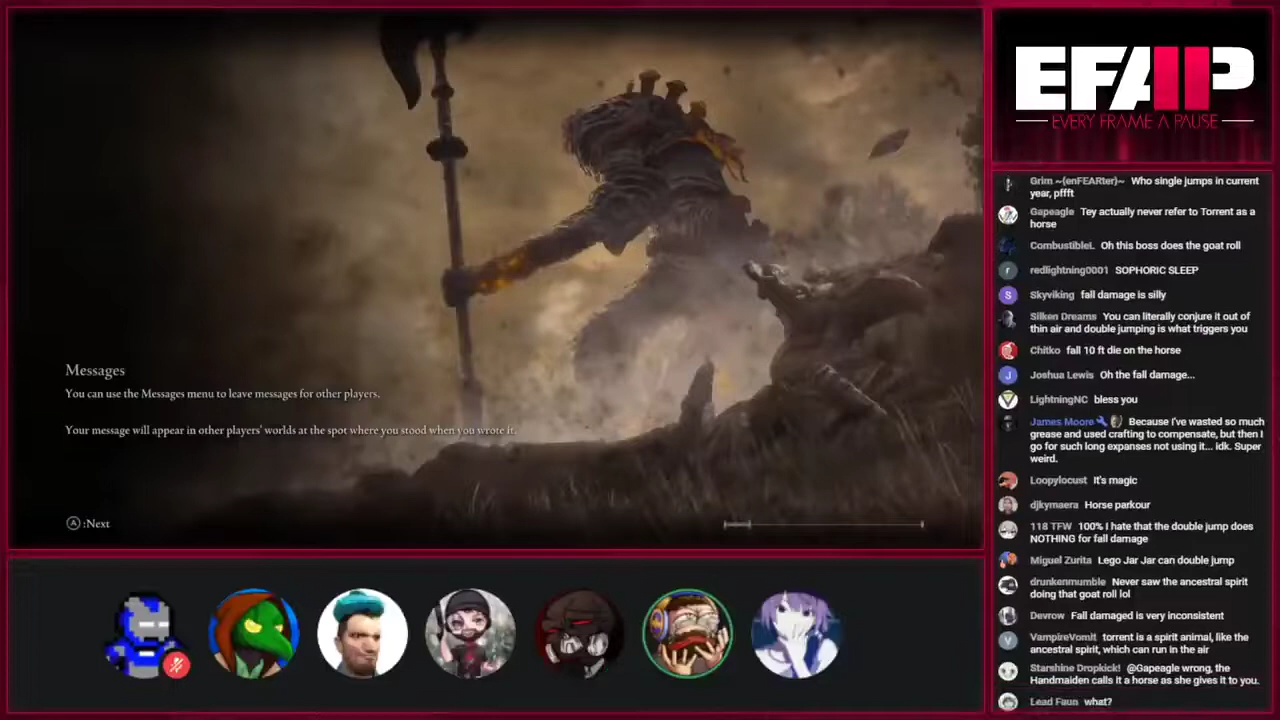 Messages
You can use the Messages menu to leave messages for other players.
Your message will appear in other players' worlds at the spot where you stood when you wrote it.
A :Next
EFAP
EVERY FRAME A PAUSE
Grim ~{enFEARter}~ Who single jumps in current
year, pffft
Gapeagle Tey actually never refer to Torrent as a
horse
CombustibleL Oh this boss does the goat roll
r redlightning0001 SOPHORIC SLEEP
S Skyviking fall damage is silly
Silken Dreams You can literally conjure it out of
thin air and double jumping is what triggers you
Chitko fall 10 ft die on the horse
J Joshua Lewis Oh the fall damage...
LightningNC bless you
James Moore Because I've wasted so much
grease and used crafting to compensate, but then I
go for such long expanses not using it... idk. Super
weird.
Loopylocust It's magic
djkymaera Horse parkour
118 TFW 100% I hate that the double jump does
NOTHING for fall damage
Miguel Zurita Lego Jar Jar can double jump
drunkenmumble Never saw the ancestral spirit
doing that goat roll lol
Devrow Fall damaged is very inconsistent
V VampireVomit torrent is a spirit animal, like the
ancestral spirit, which can run in the air
Starshine Dropkick! @Gapeagle wrong, the
Handmaiden calls it a horse as she gives it to you.
Lead Faun what?